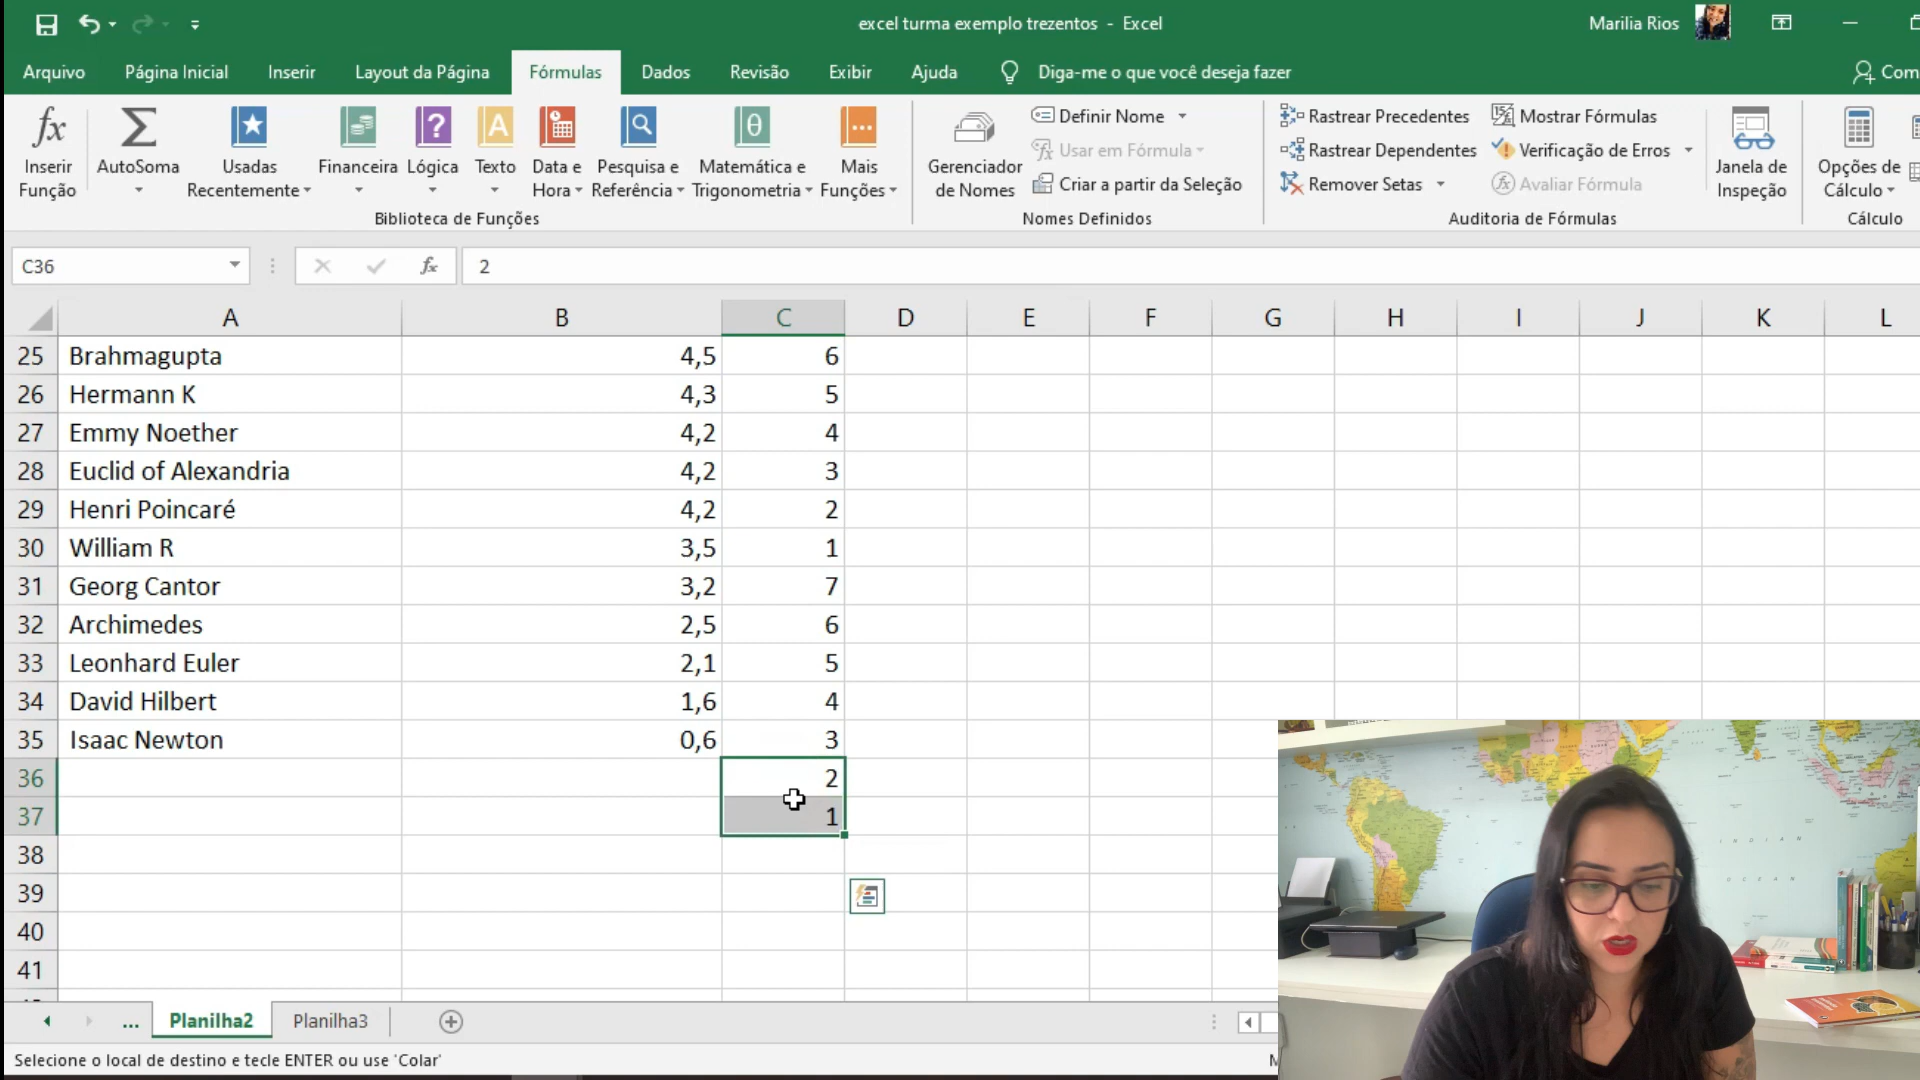 excel turma exemplo trezentos - Excel
Marilia Rios
Arquivo Página Inicial Inserir Layout da Página Fórmulas Dados Revisão Exibir Ajuda Diga-me o que você deseja fazer
Inserir Função
AutoSoma
Usadas Recentemente
Financeira
Lógica
Texto
Data e Hora
Pesquisa e Referência
Matemática e Trigonometria
Mais Funções
Biblioteca de Funções
Gerenciador de Nomes
Definir Nome
Usar em Fórmula
Criar a partir da Seleção
Nomes Definidos
Rastrear Precedentes
Rastrear Dependentes
Remover Setas
Mostrar Fórmulas
Verificação de Erros
Avaliar Fórmula
Auditoria de Fórmulas
Janela de Inspeção
Opções de Cálculo
Cálculo
C36 fx 2
A B C D E F G H I J K L
25 Brahmagupta 4,5 6
26 Hermann K 4,3 5
27 Emmy Noether 4,2 4
28 Euclid of Alexandria 4,2 3
29 Henri Poincaré 4,2 2
30 William R 3,5 1
31 Georg Cantor 3,2 7
32 Archimedes 2,5 6
33 Leonhard Euler 2,1 5
34 David Hilbert 1,6 4
35 Isaac Newton 0,6 3
36 2
37 1
38
39
40
41
... Planilha2 Planilha3
Selecione o local de destino e tecle ENTER ou use 'Colar'